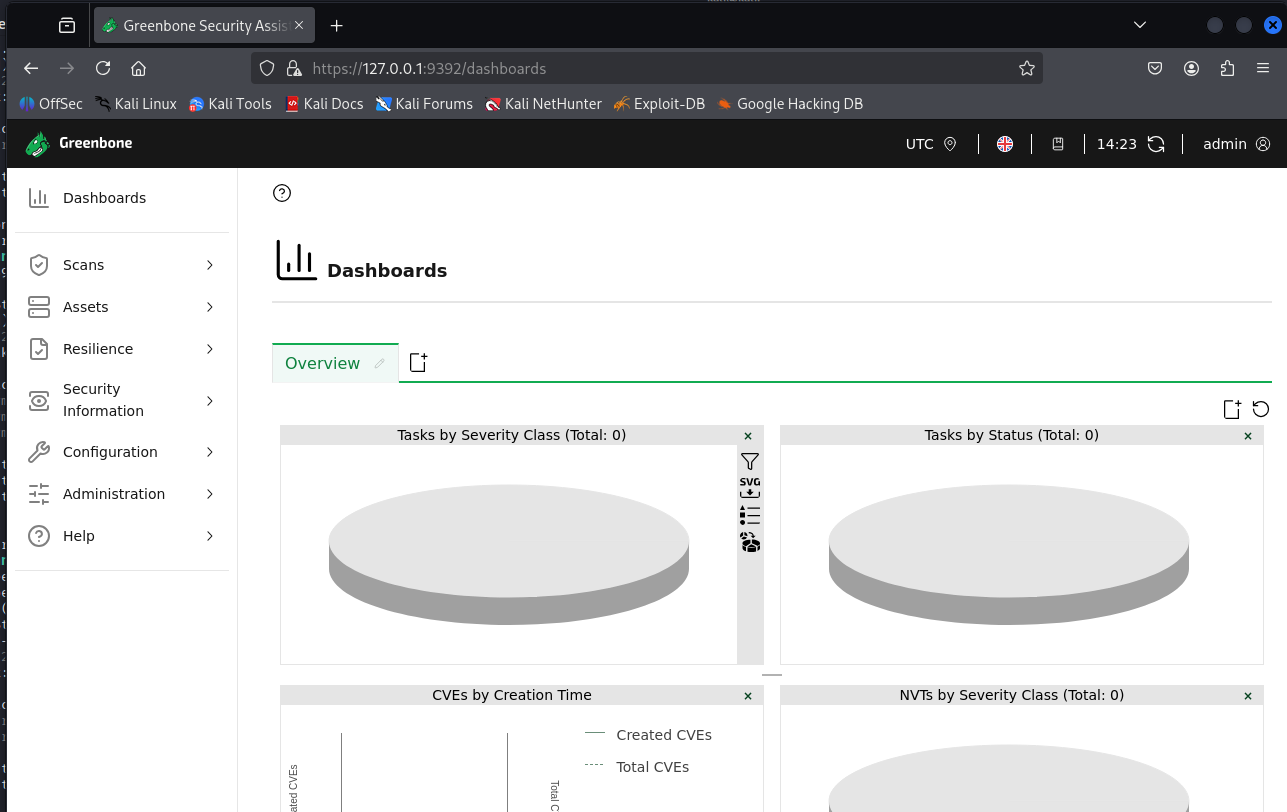 Greenbone Security Assis
https://127.0.0.1:9392/dashboards
OffSec Kali Linux Kali Tools Kali Docs Kali Forums Kali NetHunter Exploit-DB Google Hacking DB
Greenbone
UTC
14:23
admin
Dashboards
Scans
Assets
Resilience
Security
Information
Configuration
Administration
Help
Dashboards
Overview
Tasks by Severity Class (Total: 0)
SVG
Tasks by Status (Total: 0)
CVEs by Creation Time
Created CVEs
Total CVEs
ated CVEs
Total C
NVTs by Severity Class (Total: 0)